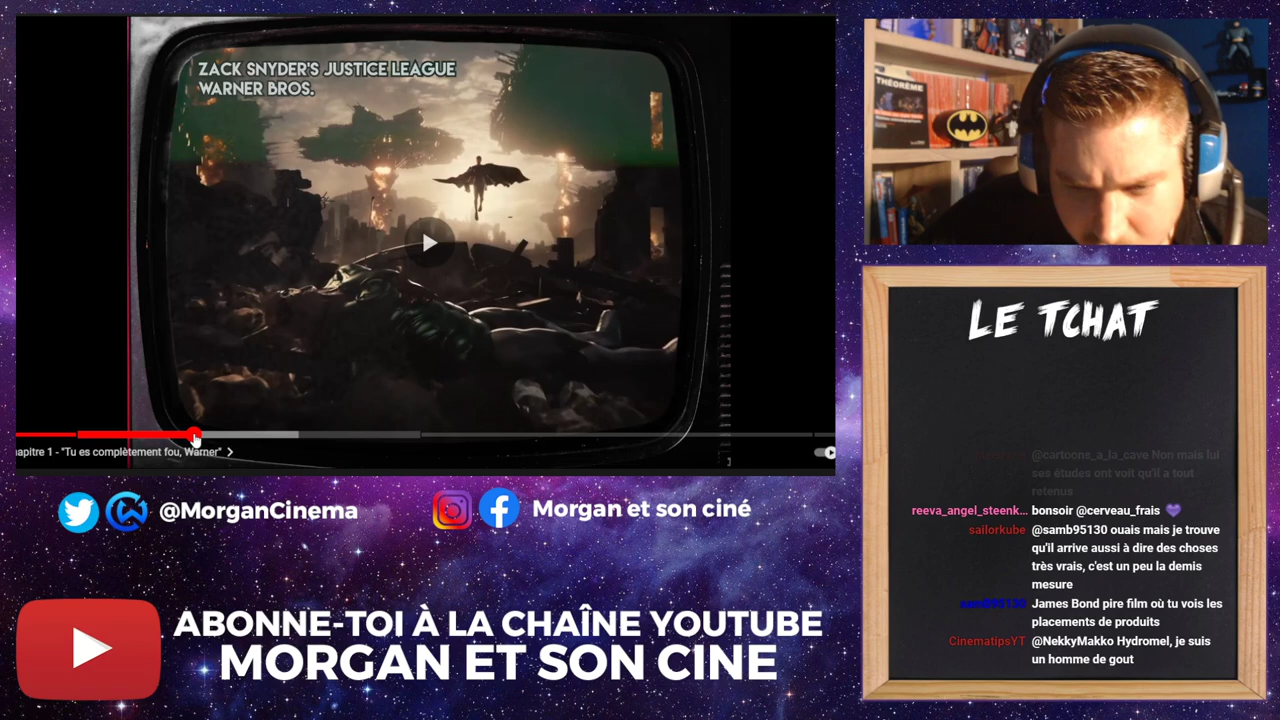 ZACK SNYDER'S JUSTICE LEAGUE
WARNER BROS.
THÉORÈME
apitre 1 - "Tu es complètement fou, Warner"
@MorganCinema
Morgan et son ciné
ABONNE-TOI À LA CHAÎNE YOUTUBE
MORGAN ET SON CINE
LE TCHAT
@cartoone_a_la_cave Non mais lui
ses études ont voit qu'il a tout
retenus
reeva_angel_steenk... bonsoir @cerveau_frais 💜
sailorkube @samb95130 ouais mais je trouve
qu'il arrive aussi à dire des choses
très vrais, c'est un peu la demis
mesure
samb95130 James Bond pire film où tu vois les
placements de produits
CinematipsYT @NekkyMakko Hydromel, je suis
un homme de gout